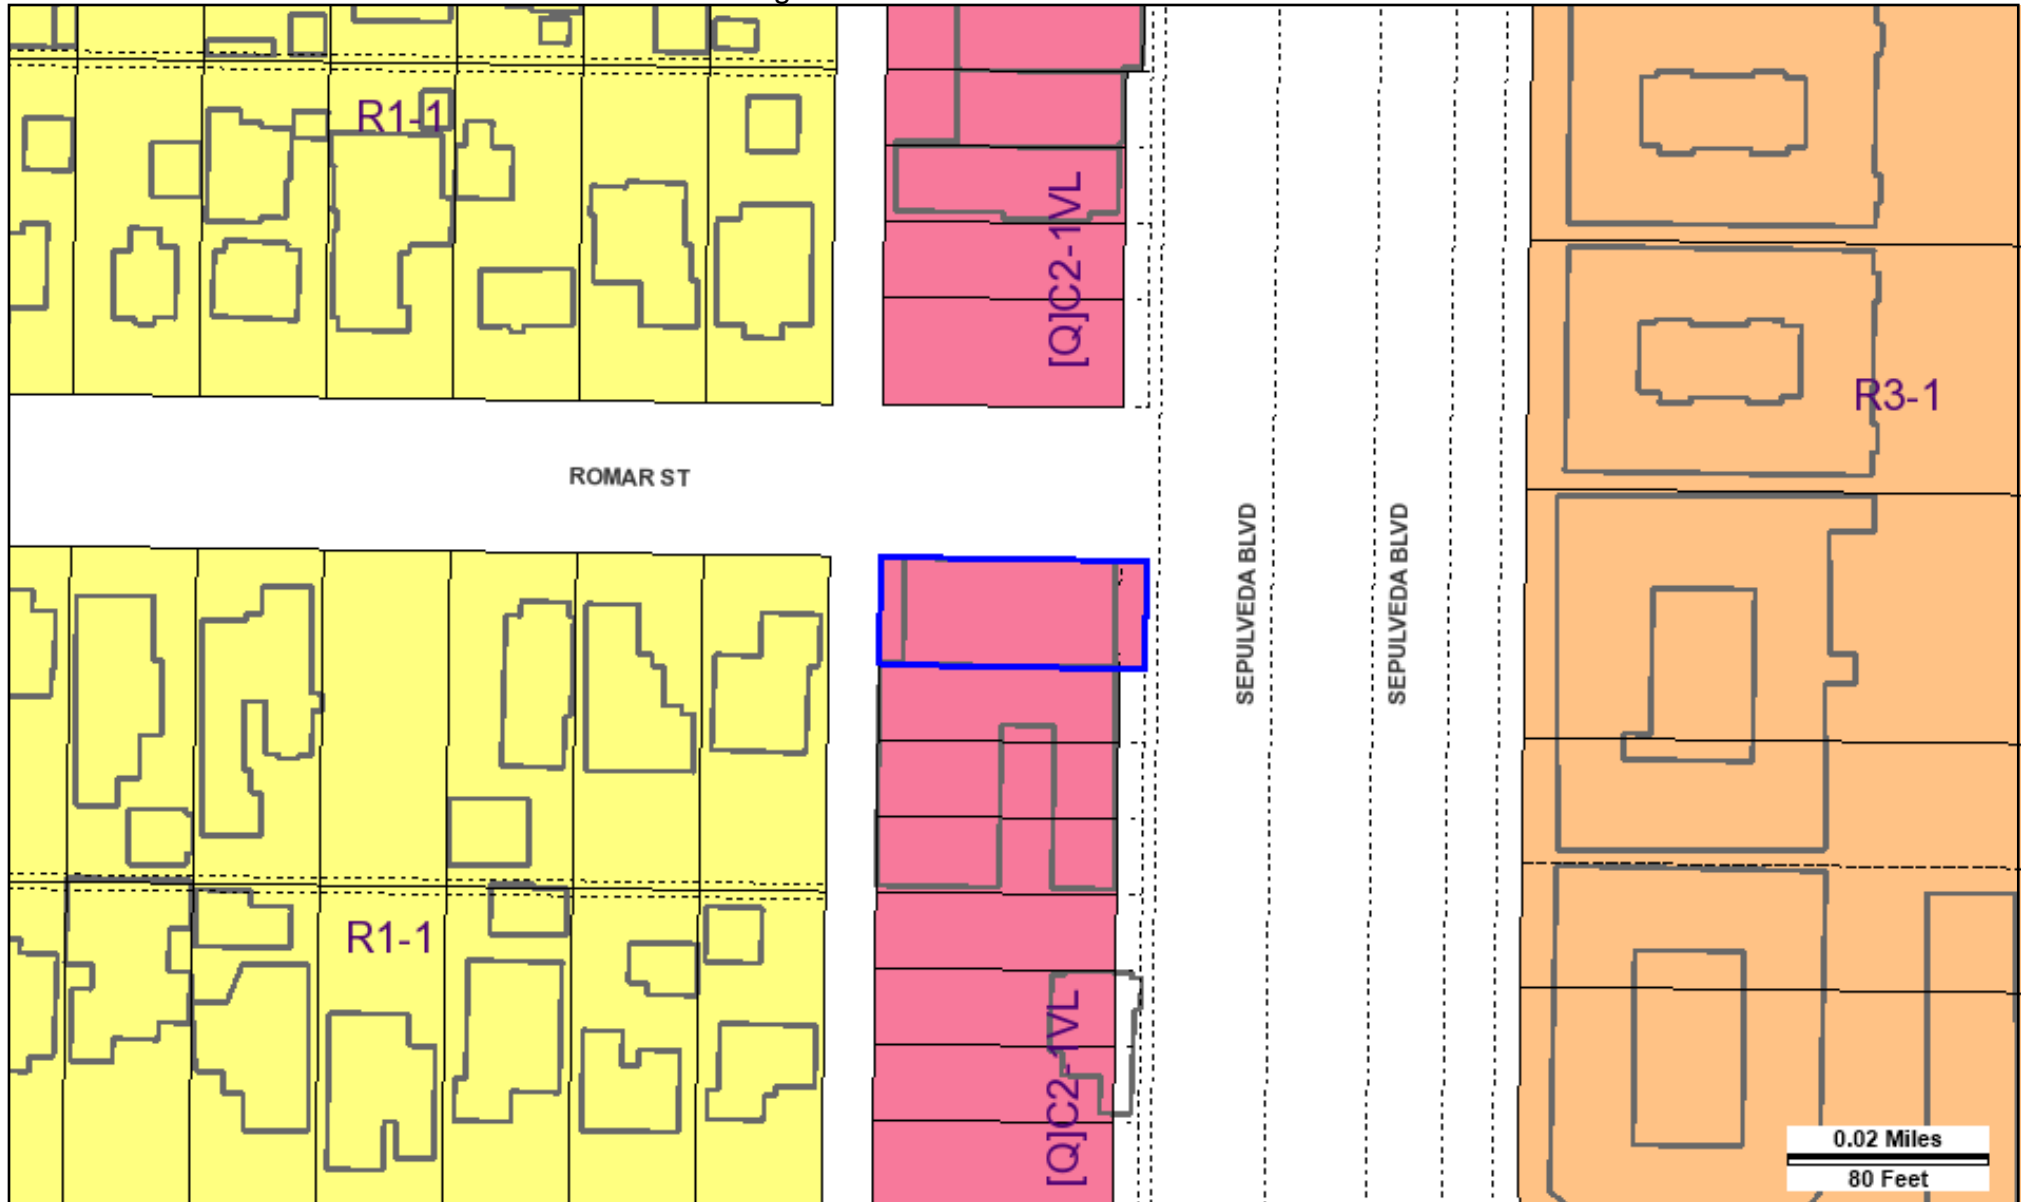 R1-1
[Q]C2-1VL
R3-1
ROMAR ST
SEPULVEDA BLVD
SEPULVEDA BLVD
R1-1
[Q]C2-1VL
0.02 Miles
80 Feet